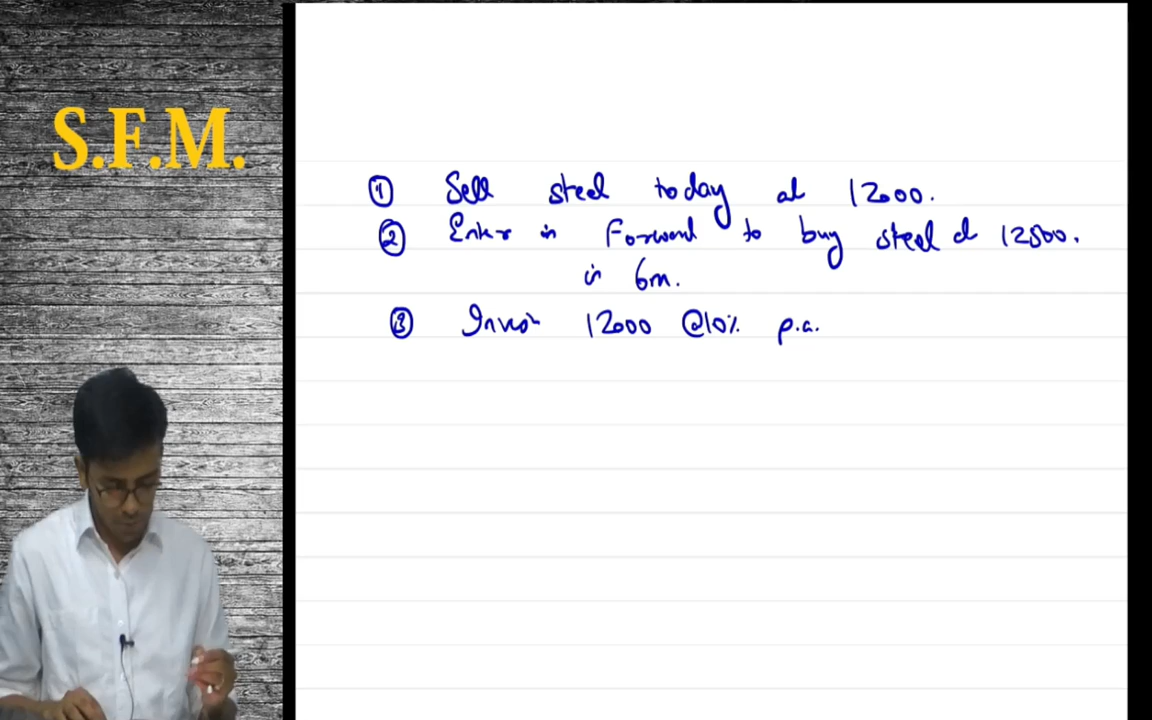 S.F.M.
① Sell steel today at 12000.
② Enter in Forward to buy steel at 12500.
in 6m.
③ Invest 12000 @10% p.a.